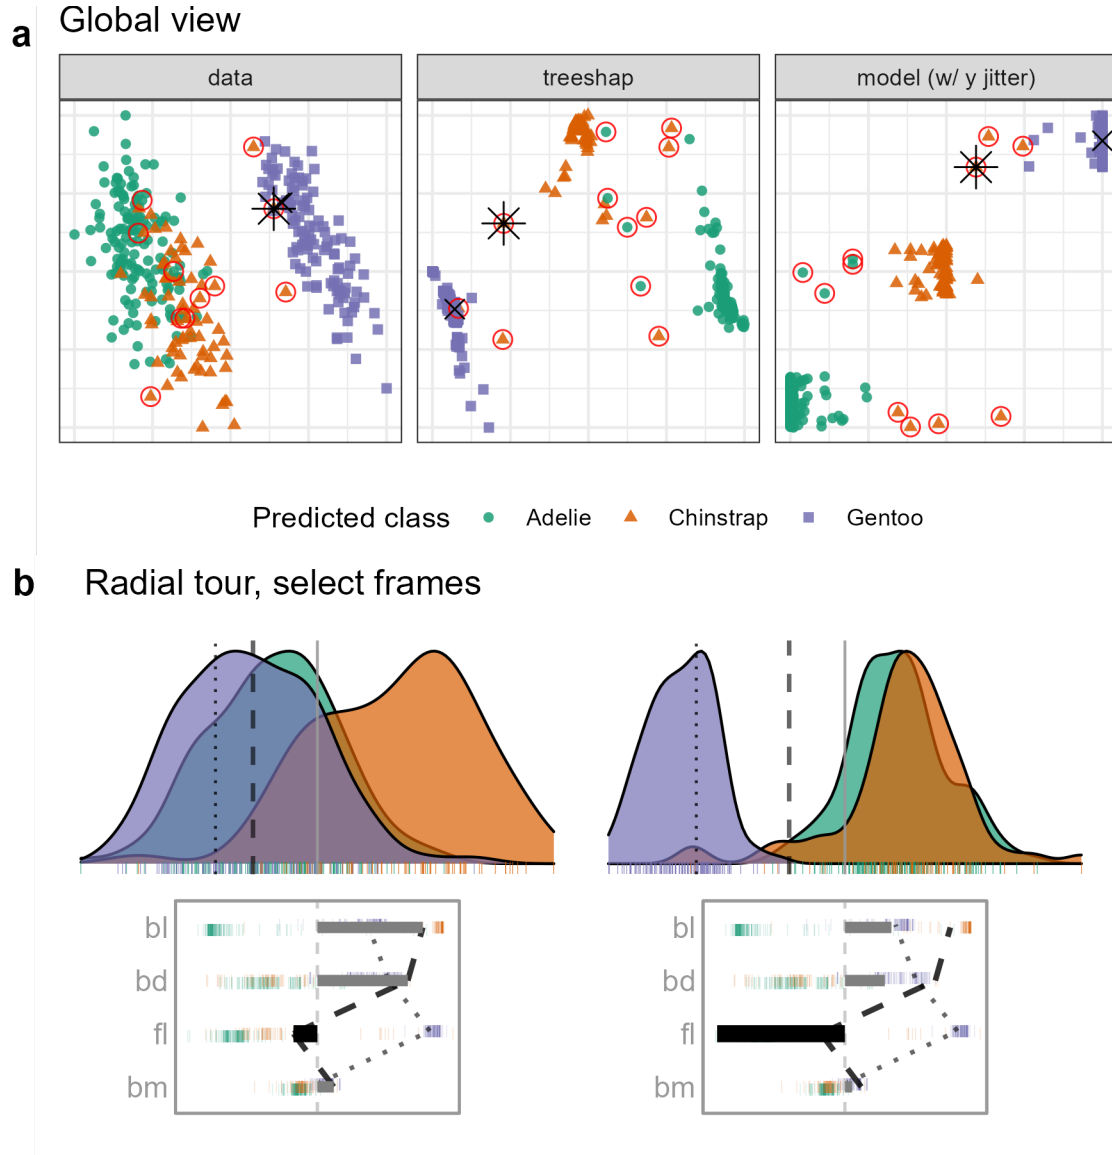 a Global view
data treeshap model (w/ y jitter)
Predicted class Adelie Chinstrap Gentoo
b Radial tour, select frames
bl bl
bd bd
fl fl
bm bm